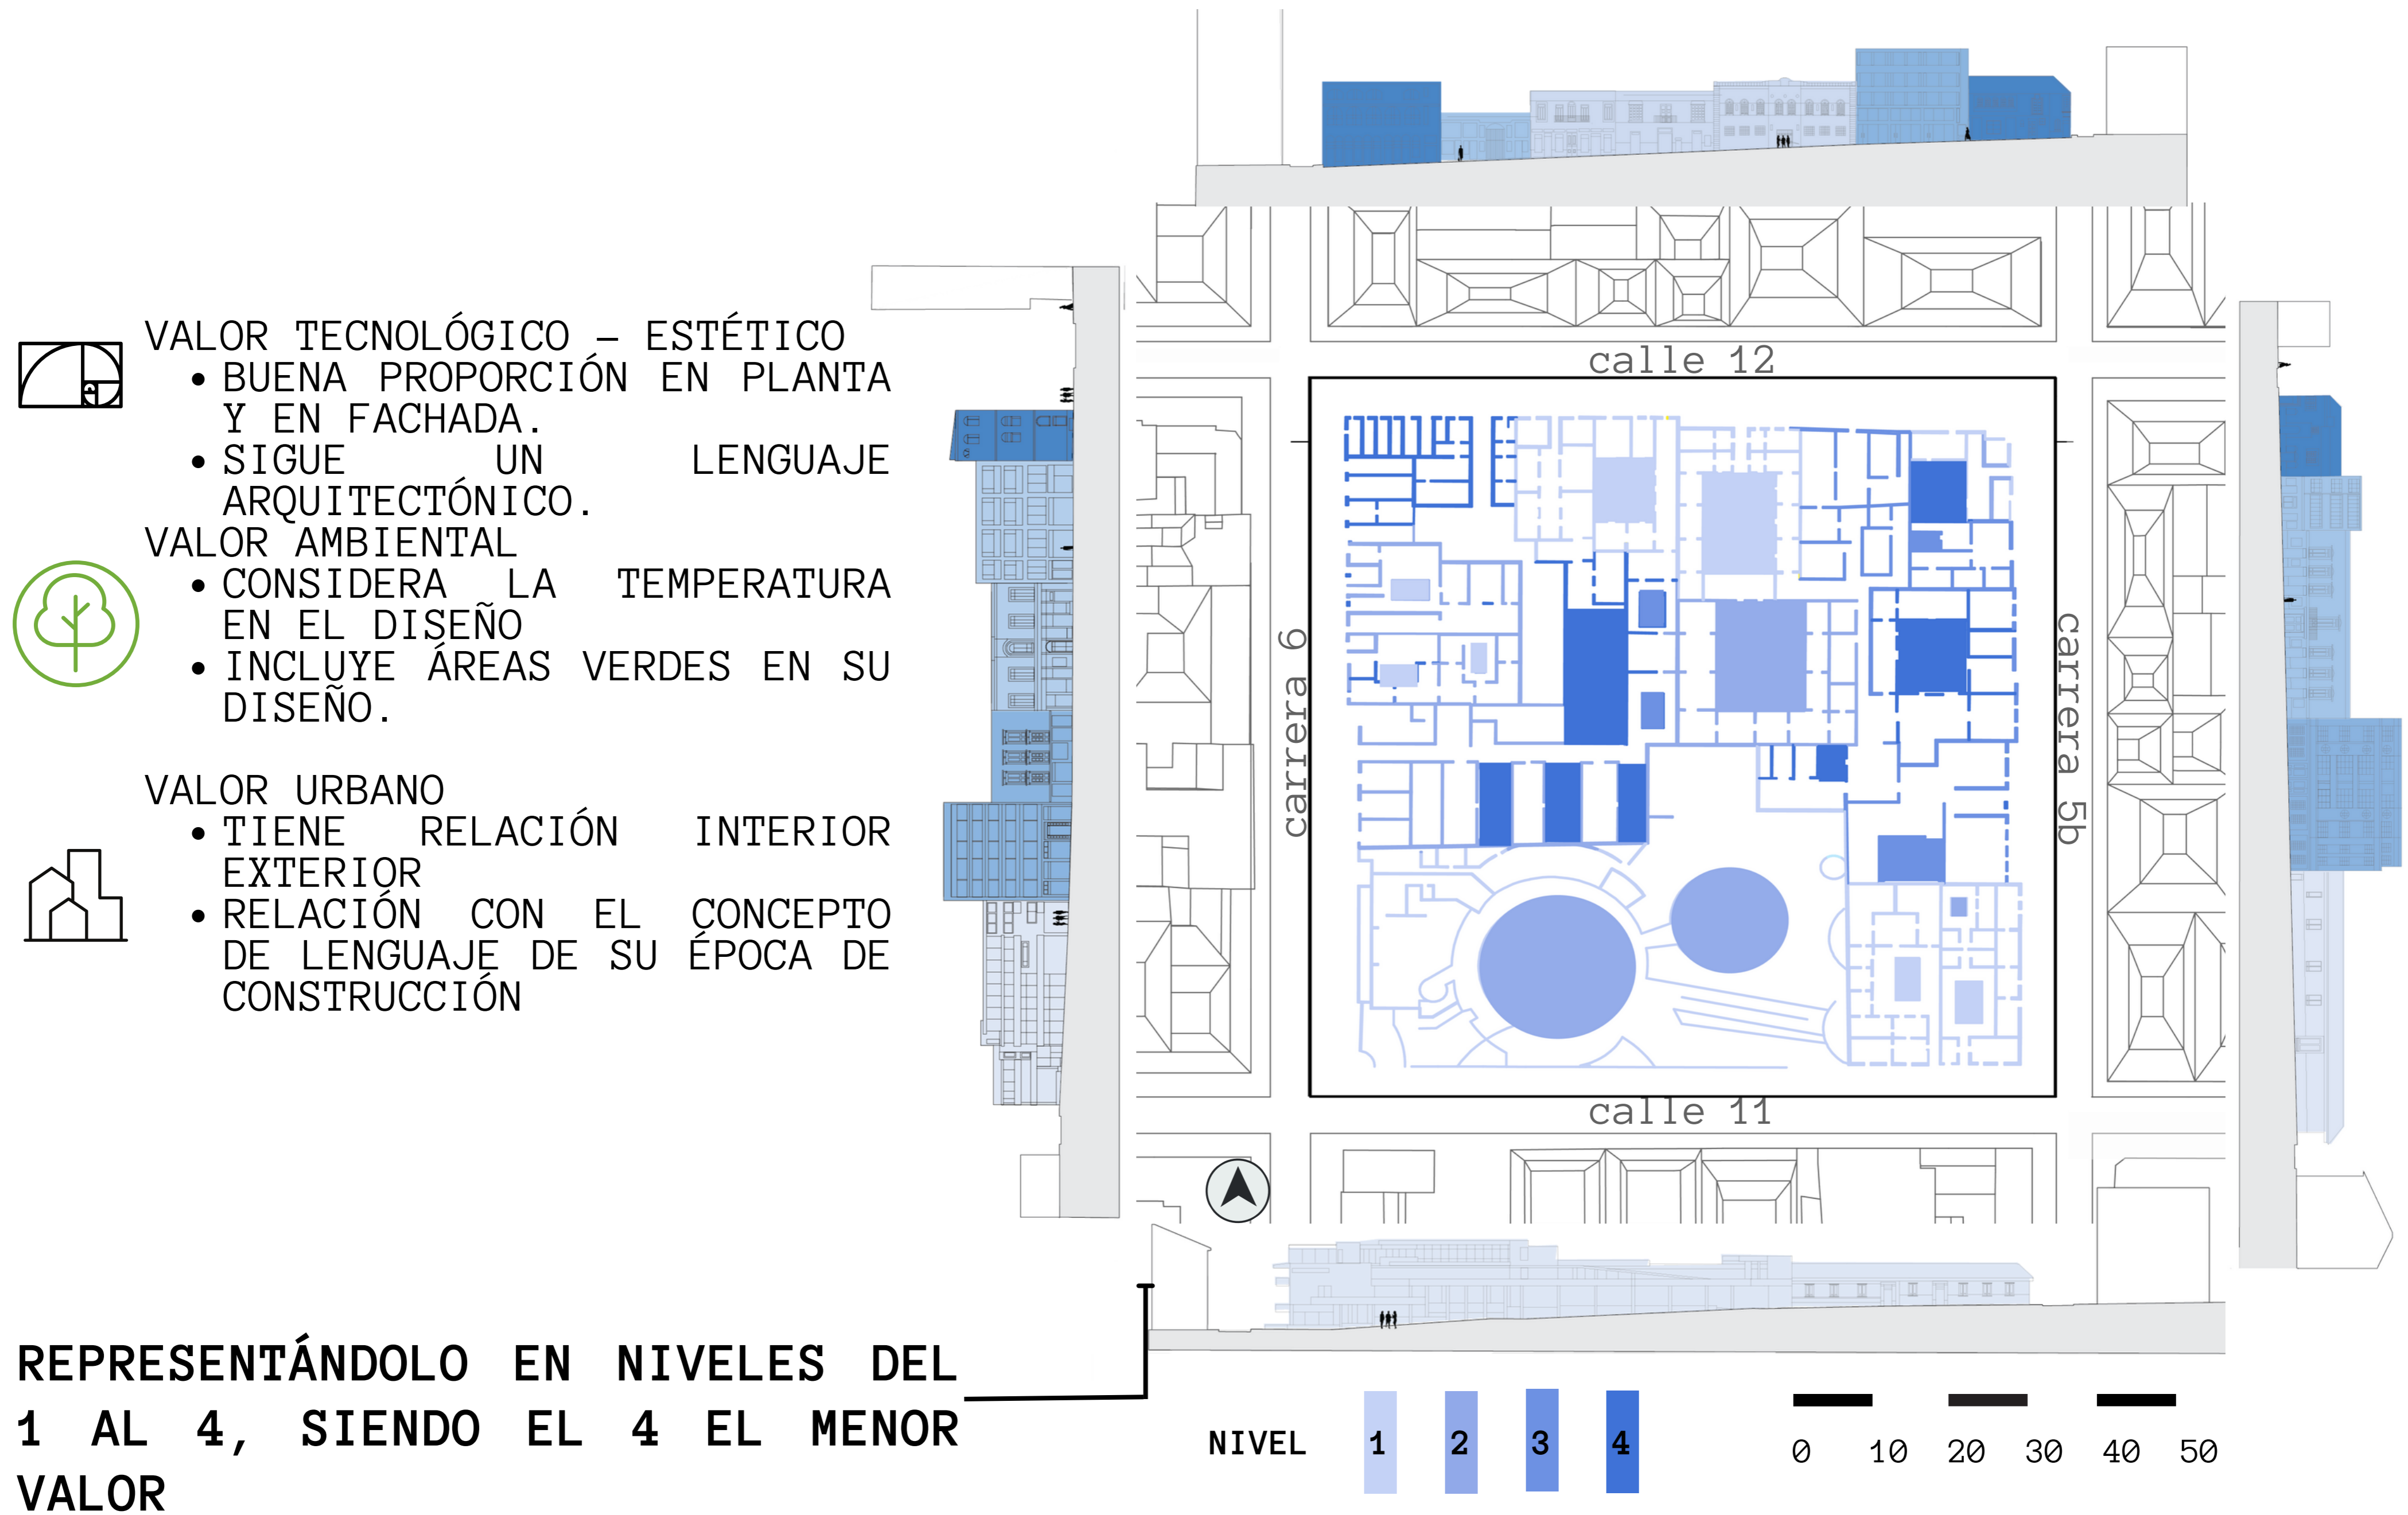 VALOR TECNOLÓGICO – ESTÉTICO
• BUENA PROPORCIÓN EN PLANTA
Y EN FACHADA.
• SIGUE UN LENGUAJE
ARQUITECTÓNICO.
VALOR AMBIENTAL
• CONSIDERA LA TEMPERATURA
EN EL DISEÑO
• INCLUYE ÁREAS VERDES EN SU
DISEÑO.
VALOR URBANO
• TIENE RELACIÓN INTERIOR
EXTERIOR
• RELACIÓN CON EL CONCEPTO
DE LENGUAJE DE SU ÉPOCA DE
CONSTRUCCIÓN
REPRESENTÁNDOLO EN NIVELES DEL
1 AL 4, SIENDO EL 4 EL MENOR
VALOR
calle 12
carrera 6
carrera 5b
calle 11
NIVEL 1 2 3 4
0 10 20 30 40 50